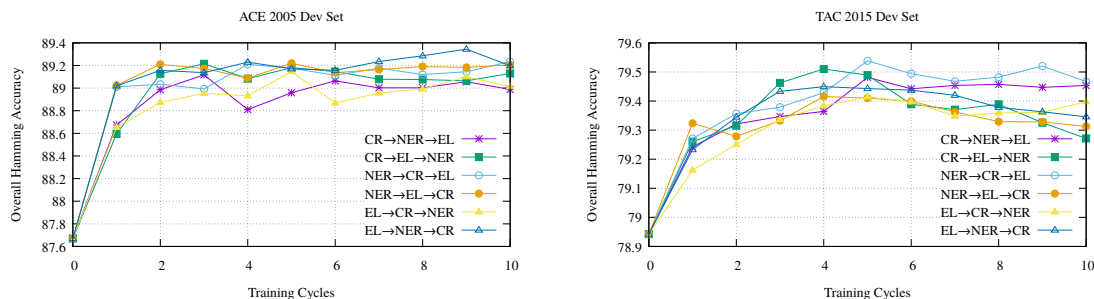 ACE 2005 Dev Set
89.4
89.2
89
88.8
88.6
88.4
88.2
88
87.8
87.6
Overall Hamming Accuracy
CR→NER→EL
CR→EL→NER
NER→CR→EL
NER→EL→CR
EL→CR→NER
EL→NER→CR
0 2 4 6 8 10
Training Cycles
TAC 2015 Dev Set
79.6
79.5
79.4
79.3
79.2
79.1
79
78.9
Overall Hamming Accuracy
CR→NER→EL
CR→EL→NER
NER→CR→EL
NER→EL→CR
EL→CR→NER
EL→NER→CR
0 2 4 6 8 10
Training Cycles